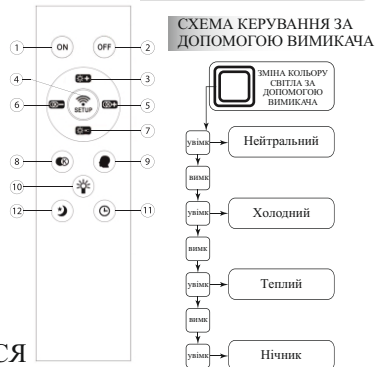 СХЕМА КЕРУВАННЯ ЗА
ДОПОМОГОЮ ВИМИКАЧА
ЗМІНА КОЛЬОРУ
СВІТЛА ЗА
ДОПОМОГОЮ
ВИМИКАЧА
увімк
Нейтральний
вимк
увімк
Холодний
вимк
увімк
Теплий
вимк
увімк
Нічник
1
ON
OFF
2
4
3
6
SETUP
5
7
8
9
10
12
11
СЯ